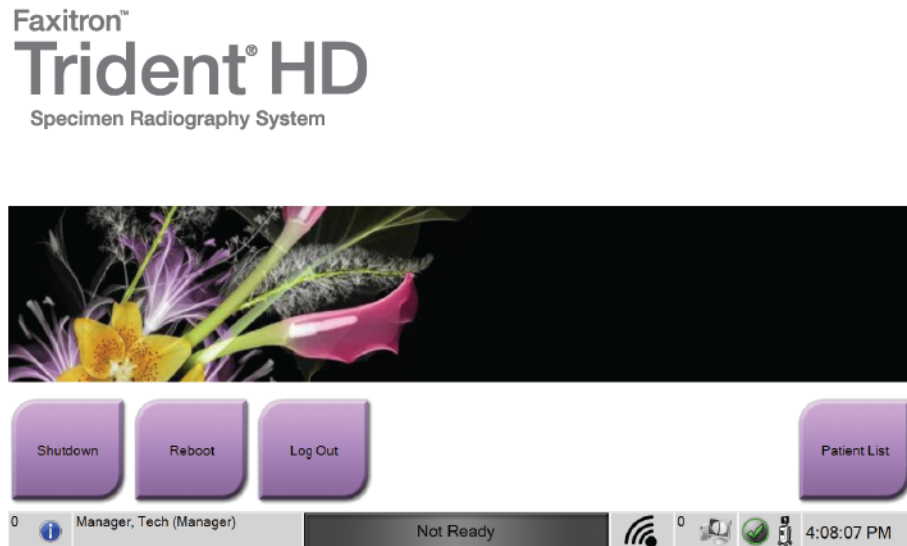 Faxitron™
Trident® HD
Specimen Radiography System
Shutdown
Reboot
Log Out
Patient List
0
Manager, Tech (Manager)
Not Ready
0
4:08:07 PM